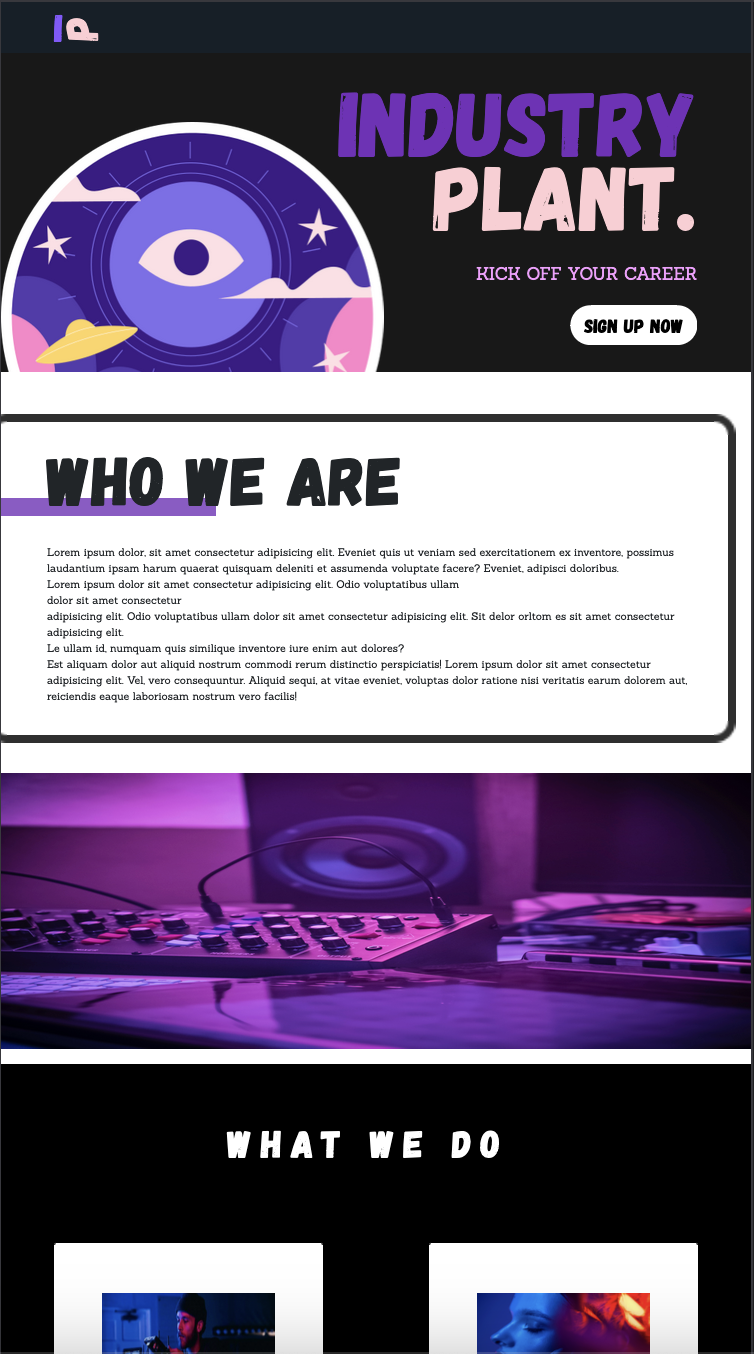 IP
INDUSTRY
PLANT.
KICK OFF YOUR CAREER
SIGN UP NOW
WHO WE ARE
Lorem ipsum dolor, sit amet consectetur adipisicing elit. Eveniet quis ut veniam sed exercitationem ex inventore, possimus
laudantium ipsam harum quaerat quisquam deleniti et assumenda voluptate facere? Eveniet, adipisci doloribus.
Lorem ipsum dolor sit amet consectetur adipisicing elit. Odio voluptatibus ullam
dolor sit amet consectetur
adipisicing elit. Odio voluptatibus ullam dolor sit amet consectetur adipisicing elit. Sit delor orltom es sit amet consectetur
adipisicing elit.
Le ullam id, numquam quis similique inventore iure enim aut dolores?
Est aliquam dolor aut aliquid nostrum commodi rerum distinctio perspiciatis! Lorem ipsum dolor sit amet consectetur
adipisicing elit. Vel, vero consequuntur. Aliquid sequi, at vitae eveniet, voluptas dolor ratione nisi veritatis earum dolorem aut,
reiciendis eaque laboriosam nostrum vero facilis!
WHAT WE DO